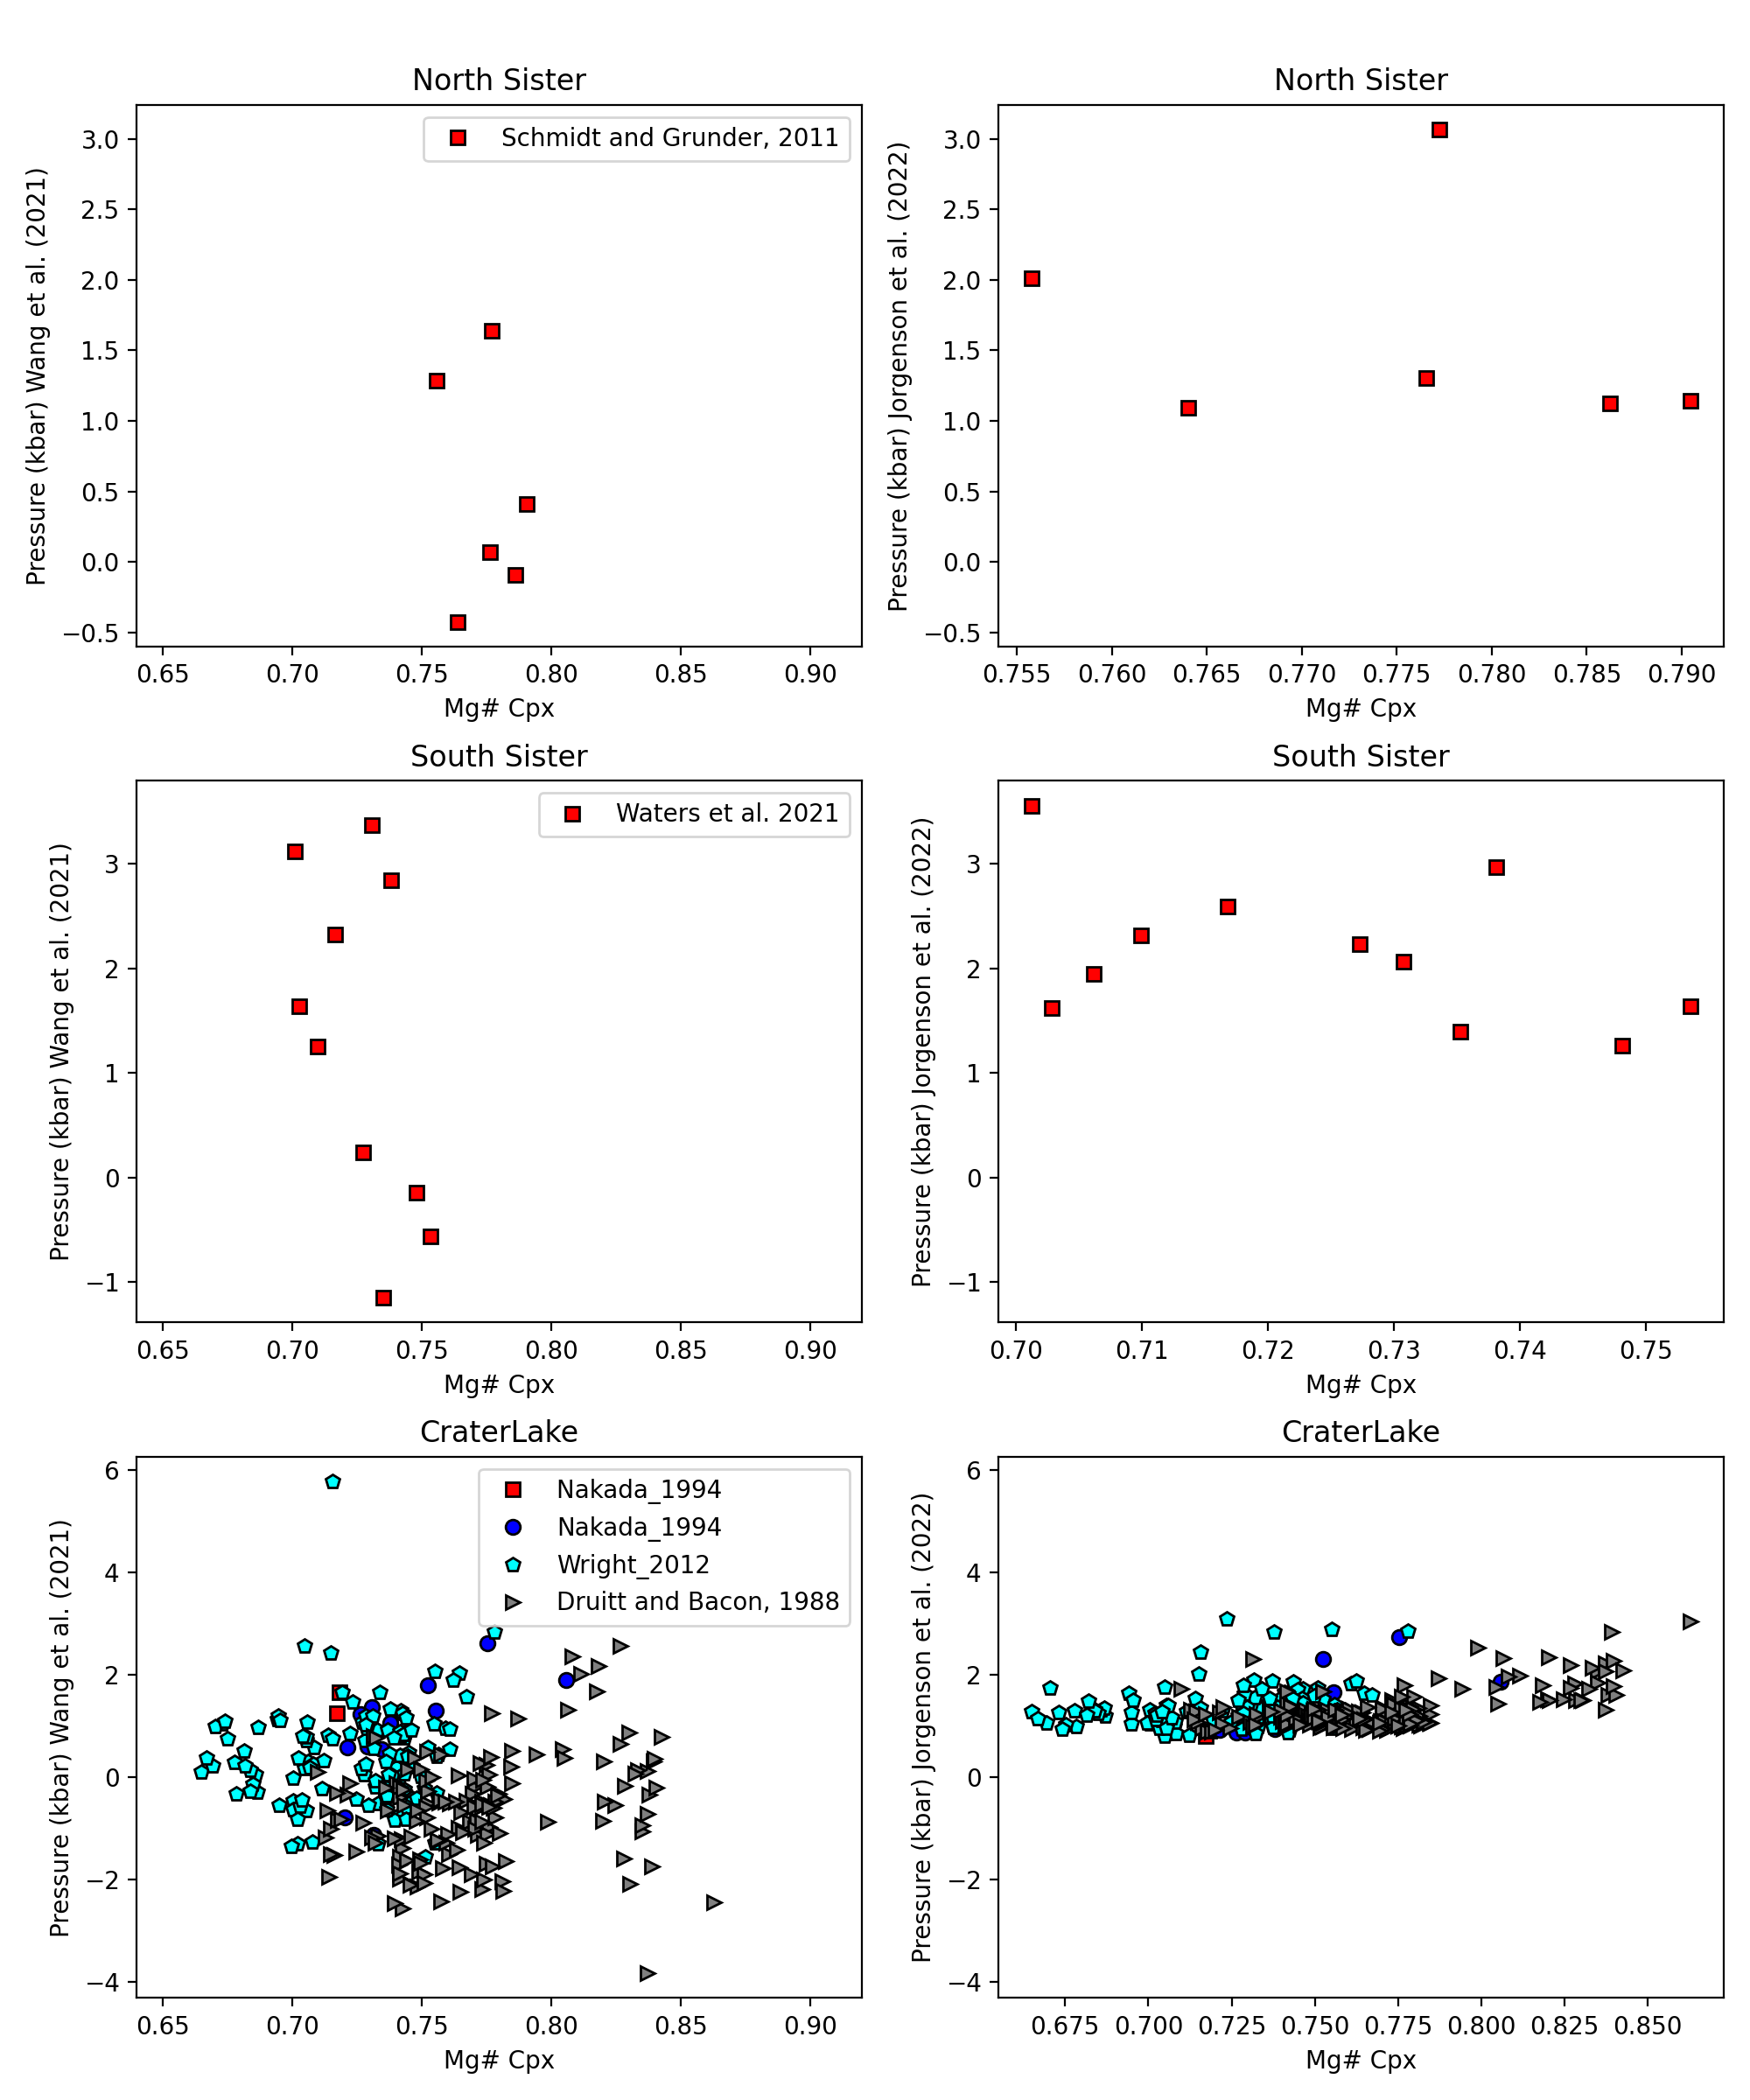 North Sister
Pressure (kbar) Wang et al. (2021)
3.0
2.5
2.0
1.5
1.0
0.5
0.0
−0.5
Schmidt and Grunder, 2011
0.65 0.70 0.75 0.80 0.85 0.90
Mg# Cpx
North Sister
Pressure (kbar) Jorgenson et al. (2022)
3.0
2.5
2.0
1.5
1.0
0.5
0.0
−0.5
0.755 0.760 0.765 0.770 0.775 0.780 0.785 0.790
Mg# Cpx
South Sister
Pressure (kbar) Wang et al. (2021)
3
2
1
0
−1
Waters et al. 2021
0.65 0.70 0.75 0.80 0.85 0.90
Mg# Cpx
South Sister
Pressure (kbar) Jorgenson et al. (2022)
3
2
1
0
−1
0.70 0.71 0.72 0.73 0.74 0.75
Mg# Cpx
CraterLake
Pressure (kbar) Wang et al. (2021)
6
4
2
0
−2
−4
Nakada_1994
Nakada_1994
Wright_2012
Druitt and Bacon, 1988
0.65 0.70 0.75 0.80 0.85 0.90
Mg# Cpx
CraterLake
Pressure (kbar) Jorgenson et al. (2022)
6
4
2
0
−2
−4
0.675 0.700 0.725 0.750 0.775 0.800 0.825 0.850
Mg# Cpx